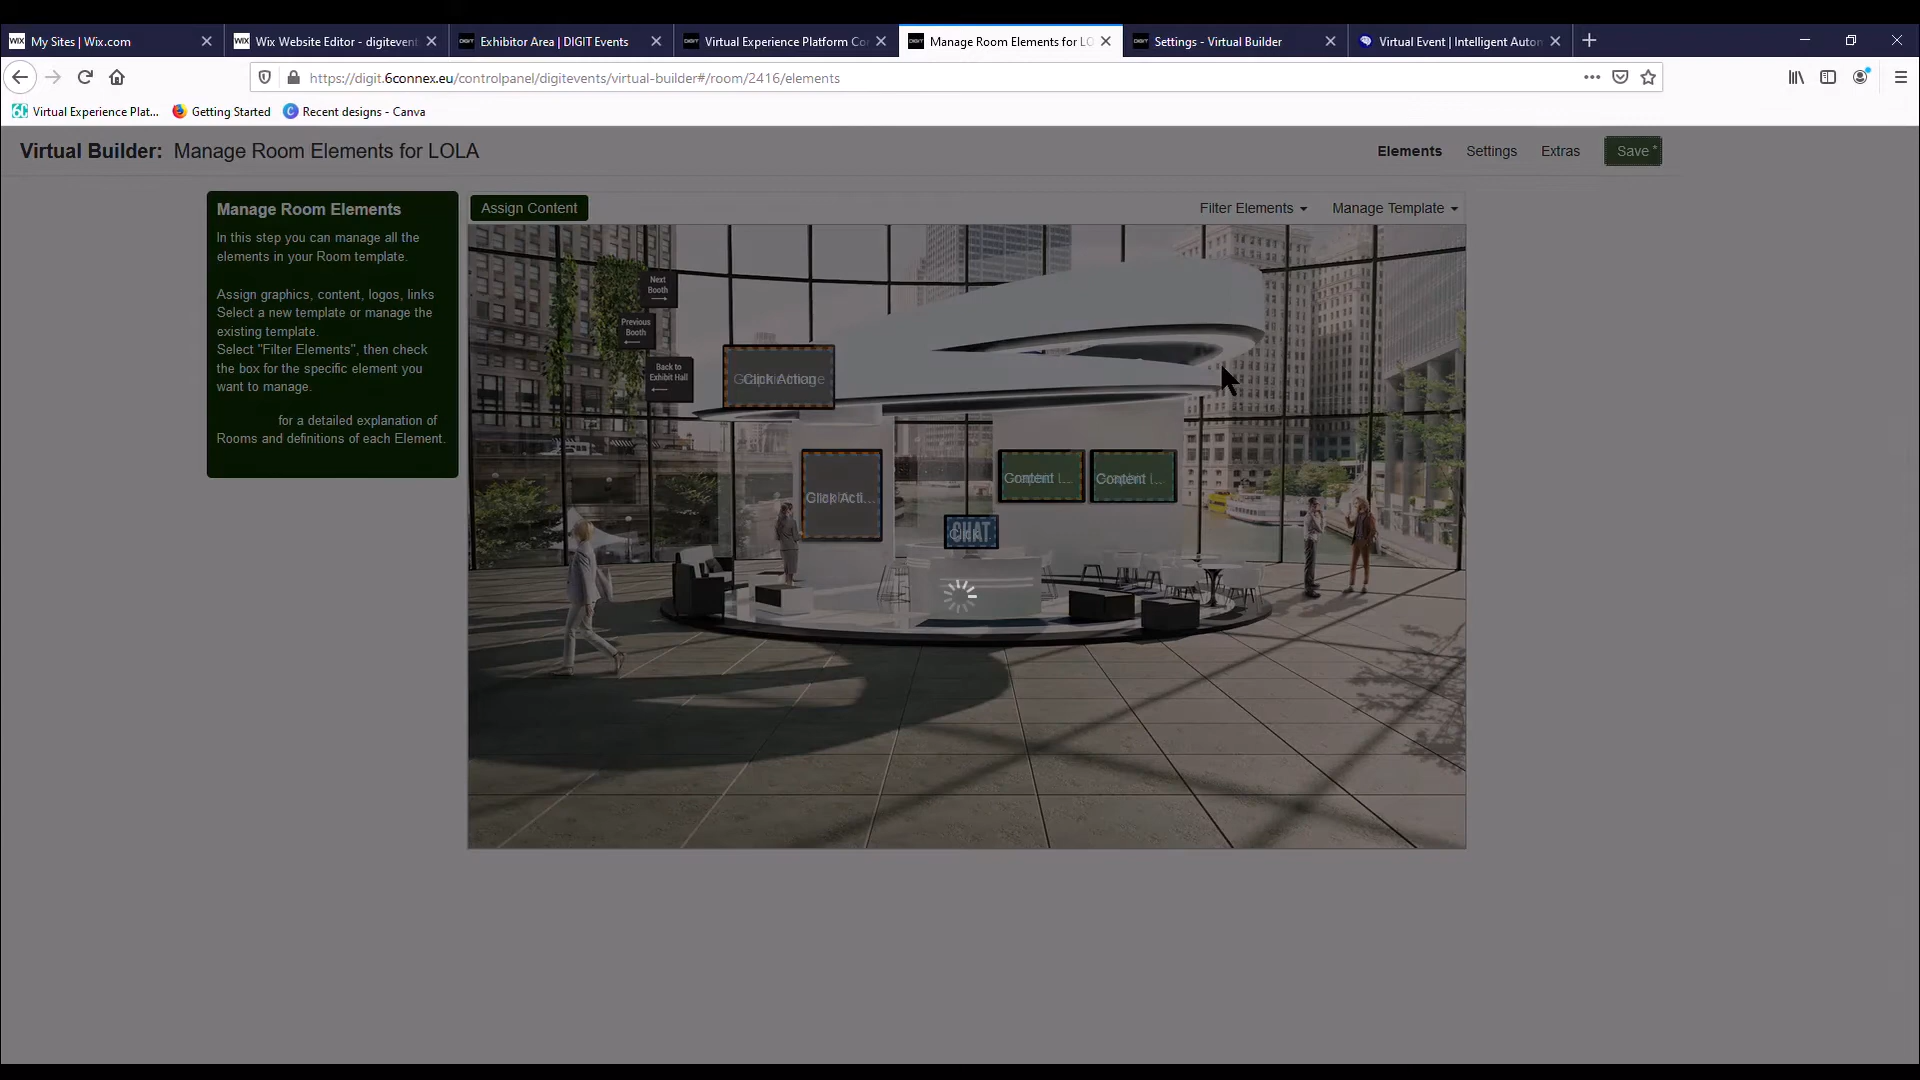 My Sites | Wix.com
Wix Website Editor - digitevent
Exhibitor Area | DIGIT Events
Virtual Experience Platform Co
Manage Room Elements for LO
Settings - Virtual Builder
Virtual Event | Intelligent Auton
https://digit.6connex.eu/controlpanel/digitevents/virtual-builder#/room/2416/elements
Virtual Experience Plat...
Getting Started
Recent designs - Canva
Virtual Builder: Manage Room Elements for LOLA
Elements
Settings
Extras
Save *
Manage Room Elements
In this step you can manage all the
elements in your Room template.
Assign graphics, content, logos, links
Select a new template or manage the
existing template.
Select "Filter Elements", then check
the box for the specific element you
want to manage.
for a detailed explanation of
Rooms and definitions of each Element.
Assign Content
Filter Elements
Manage Template
Next
Booth
Previous
Booth
Back to
Exhibit Hall
Click Action
Click Acti...
Content I...
Content I...
CHAT